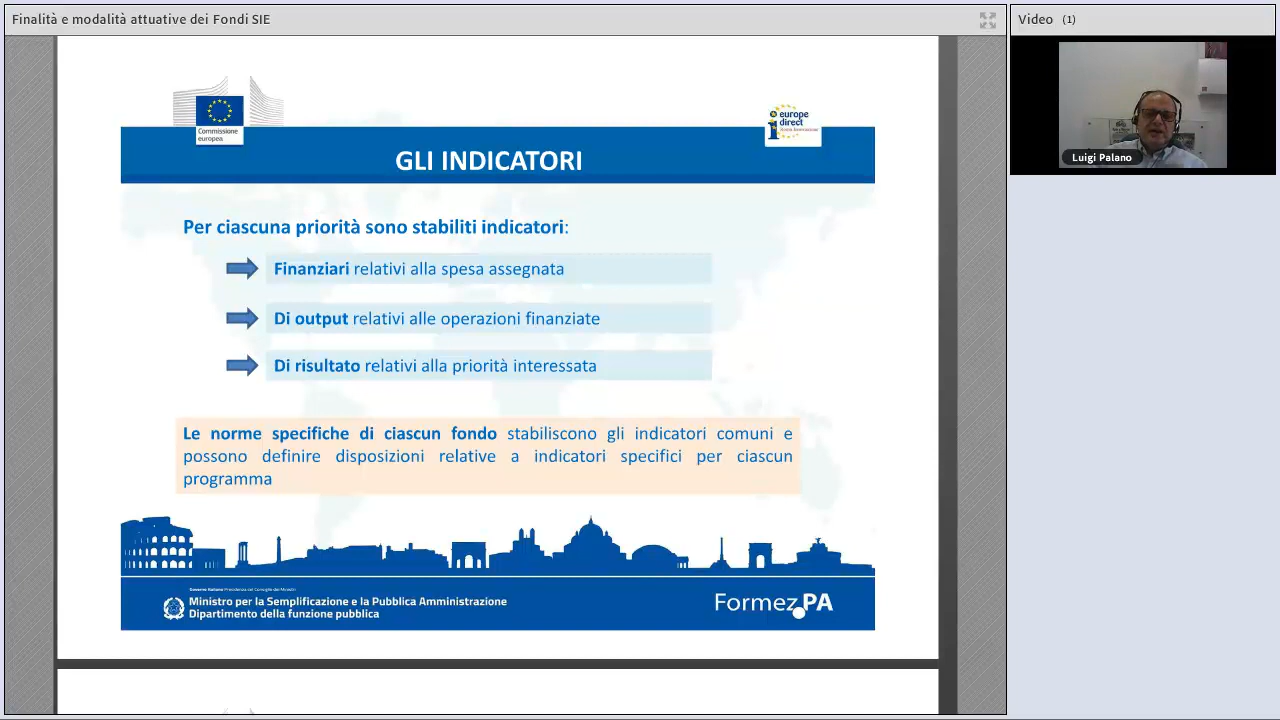 Finalità e modalità attuative dei Fondi SIE
Video (1)
Luigi Palano
Commissione
europea
europe
direct
GLI INDICATORI
Per ciascuna priorità sono stabiliti indicatori:
Finanziari relativi alla spesa assegnata
Di output relativi alle operazioni finanziate
Di risultato relativi alla priorità interessata
Le norme specifiche di ciascun fondo stabiliscono gli indicatori comuni e
possono definire disposizioni relative a indicatori specifici per ciascun
programma
Ministro per la Semplificazione e la Pubblica Amministrazione
Dipartimento della funzione pubblica
Formez PA